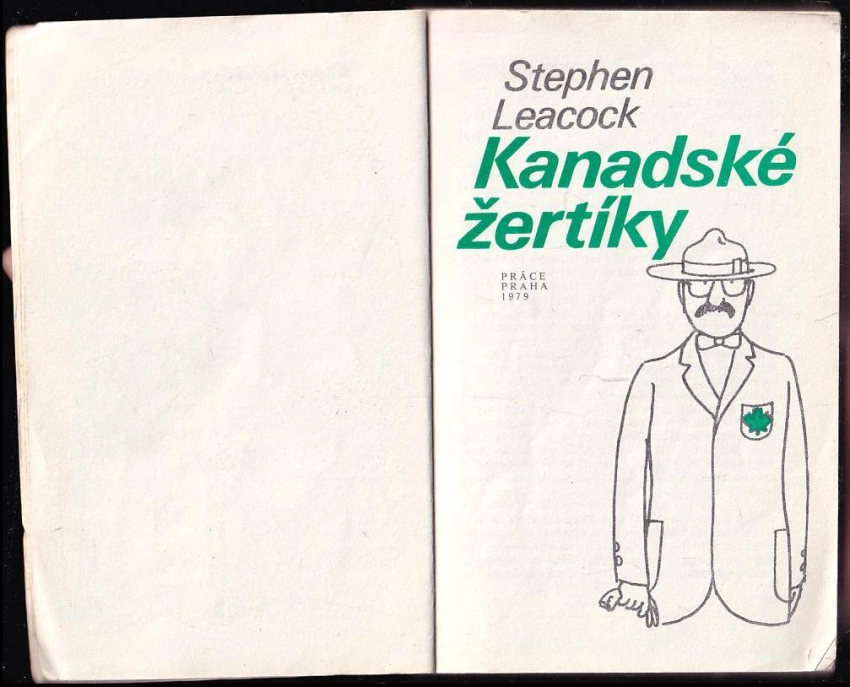 Stephen
Leacock
Kanadské
žertíky
PRÁCE
PRAHA
1979